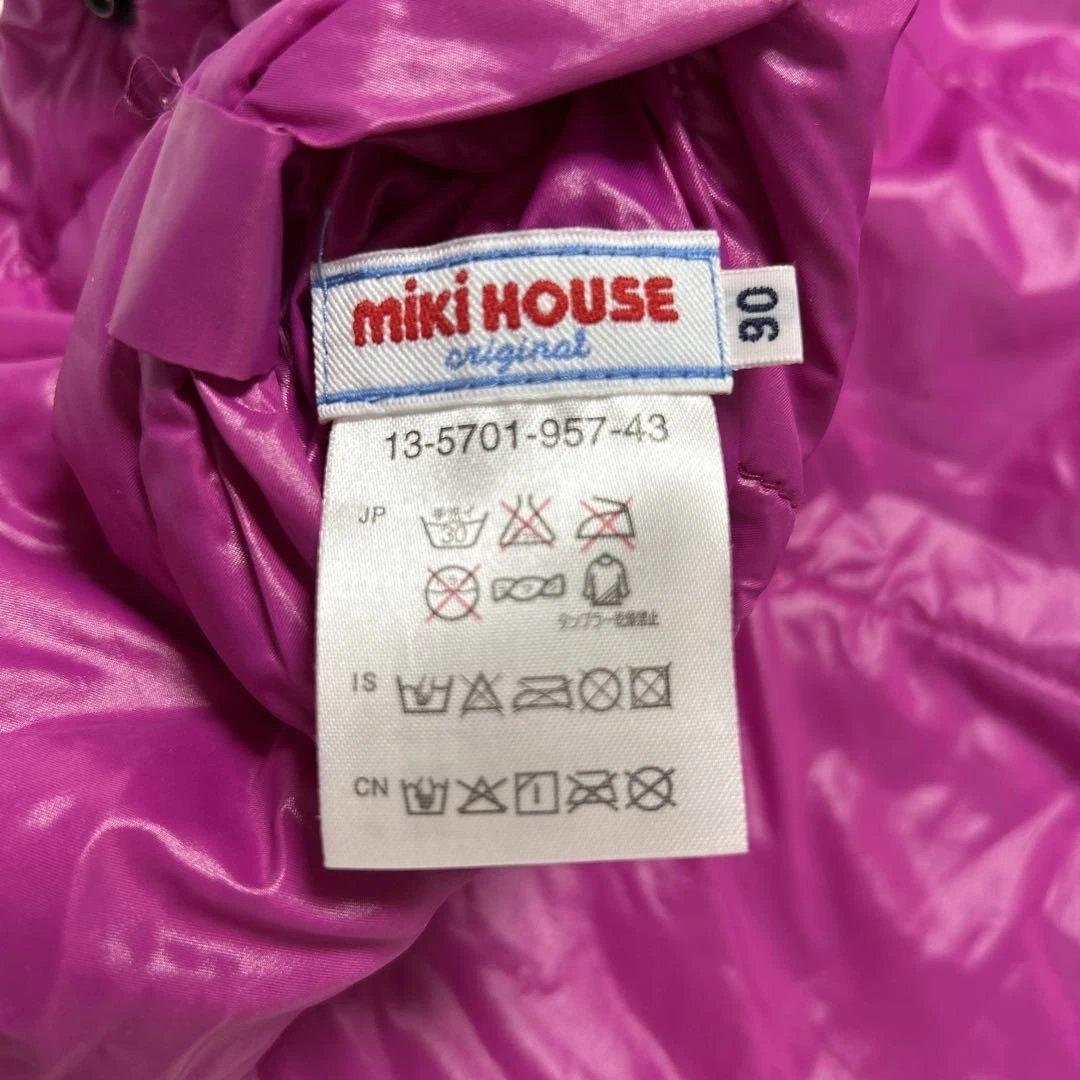 miki HOUSE
original
90
13-5701-957-43
JP
手洗イ
30
タンブラー乾燥禁止
IS
CN